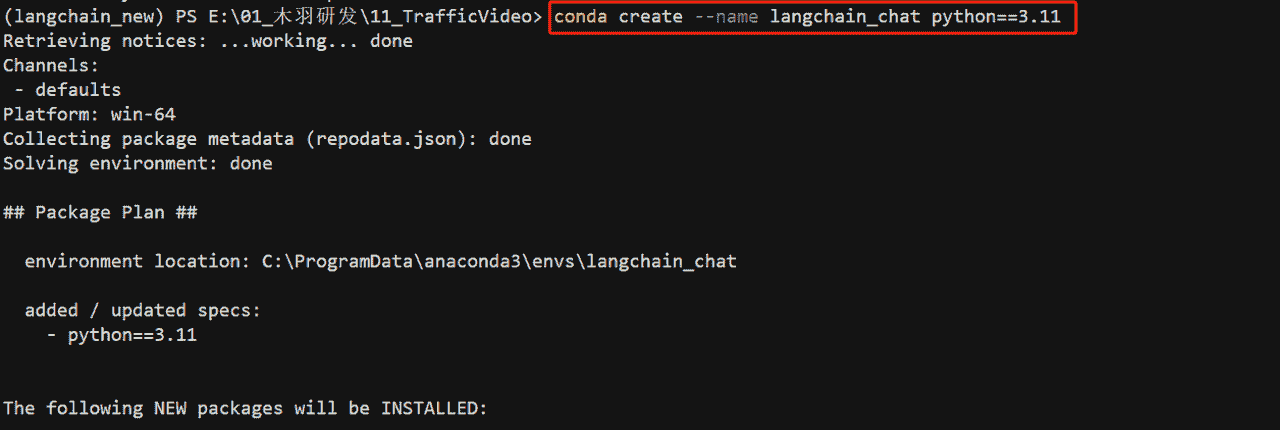 (langchain_new) PS E:\01_木羽研发\11_TrafficVideo> conda create --name langchain_chat python==3.11
Retrieving notices: ...working... done
Channels:
 - defaults
Platform: win-64
Collecting package metadata (repodata.json): done
Solving environment: done
## Package Plan ##
  environment location: C:\ProgramData\anaconda3\envs\langchain_chat
  added / updated specs:
    - python==3.11
The following NEW packages will be INSTALLED: